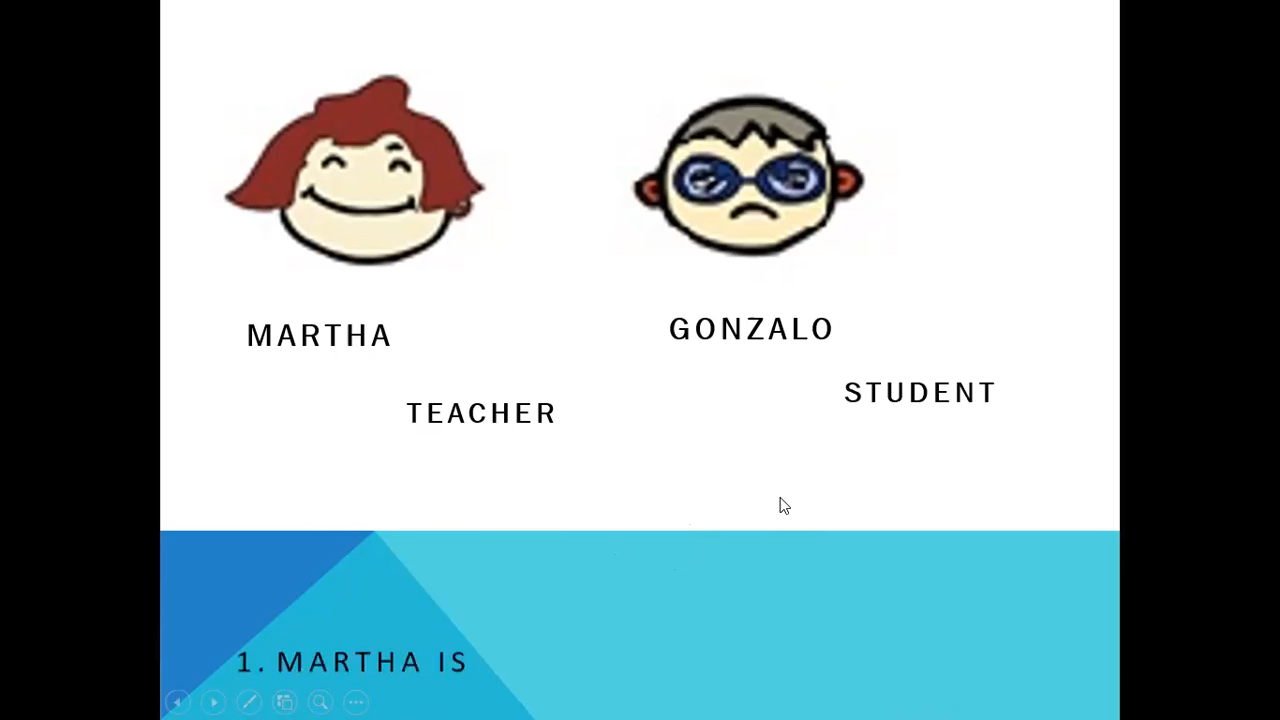 MARTHA
GONZALO
TEACHER
STUDENT
1. MARTHA IS